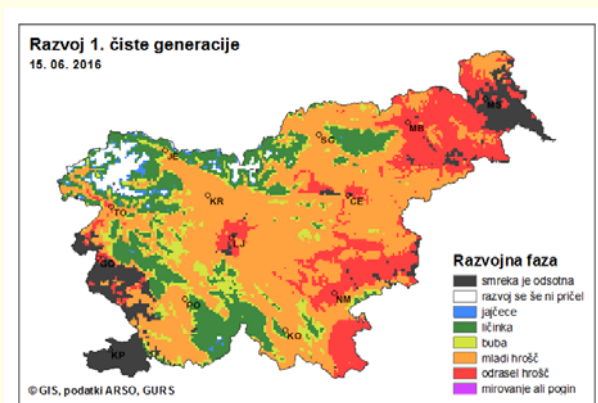 Razvoj 1. čiste generacije
15. 06. 2016
MS
MB
SG
JE
KR
CE
TO
LJ
GO
NM
PO
KO
KP
Razvojna faza
smreka je odsotna
razvoj se še ni pričel
jajčece
ličinka
buba
mladi hrošč
odrasel hrošč
mirovanje ali pogin
© GIS, podatki ARSO, GURS